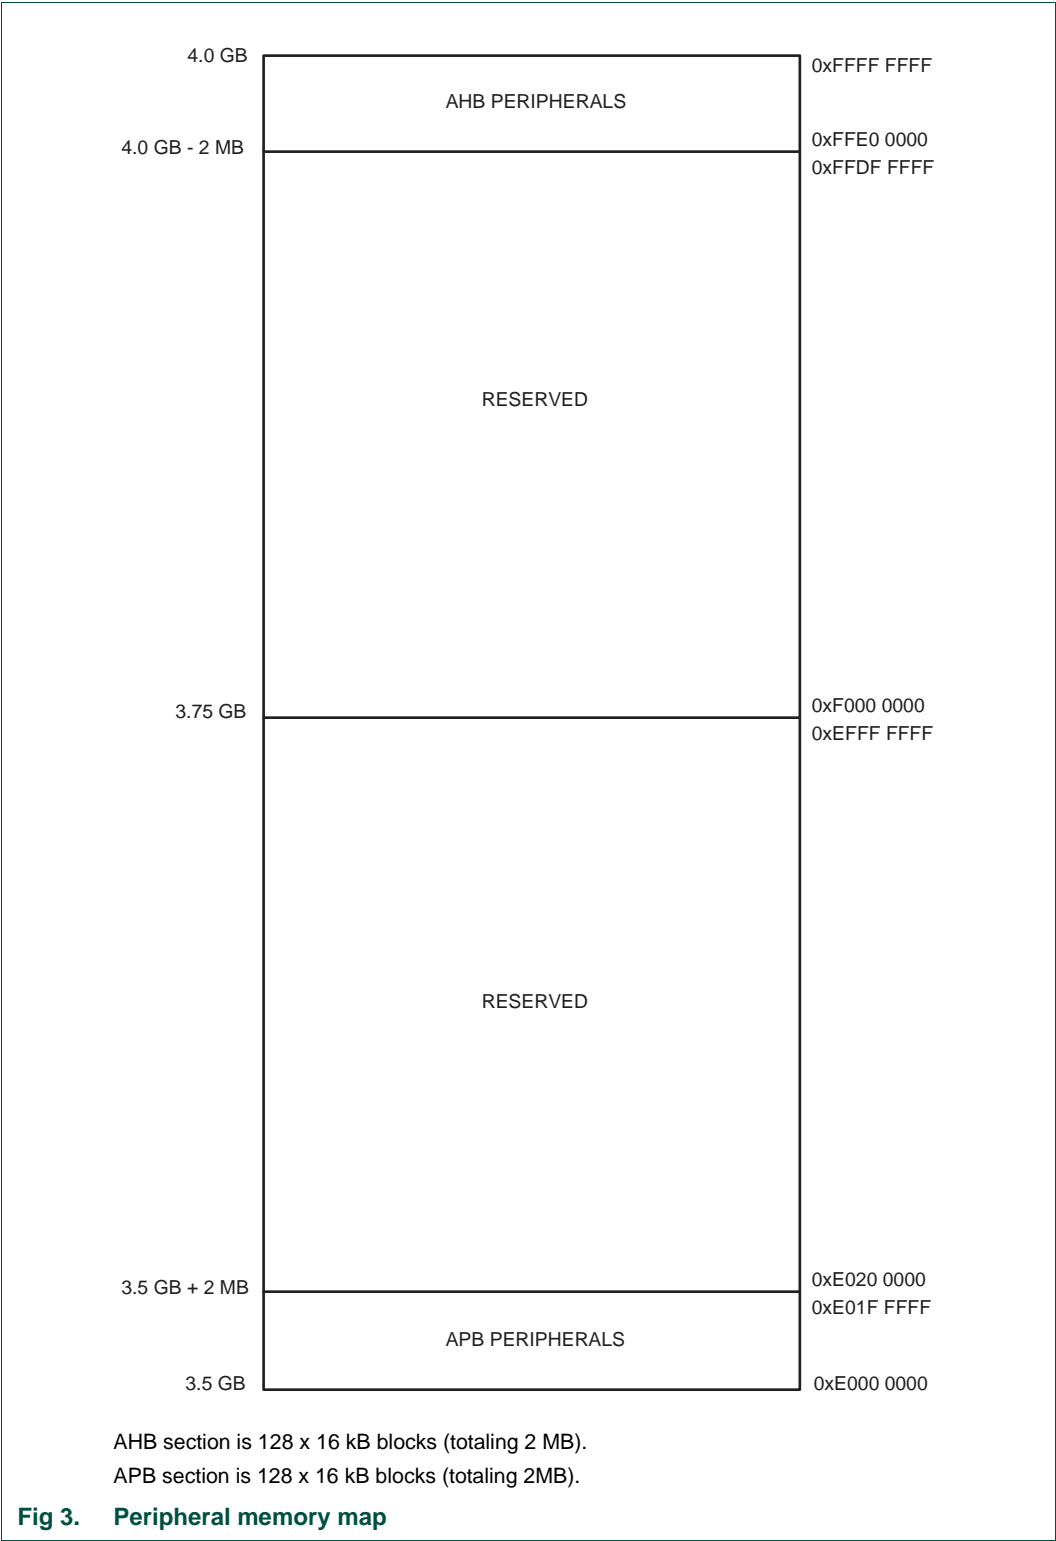 4.0 GB
0xFFFF FFFF
AHB PERIPHERALS
4.0 GB - 2 MB
0xFFE0 0000
0xFFDF FFFF
RESERVED
3.75 GB
0xF000 0000
0xEFFF FFFF
RESERVED
3.5 GB + 2 MB
0xE020 0000
0xE01F FFFF
APB PERIPHERALS
3.5 GB
0xE000 0000
AHB section is 128 x 16 kB blocks (totaling 2 MB).
APB section is 128 x 16 kB blocks (totaling 2MB).
Fig 3. Peripheral memory map